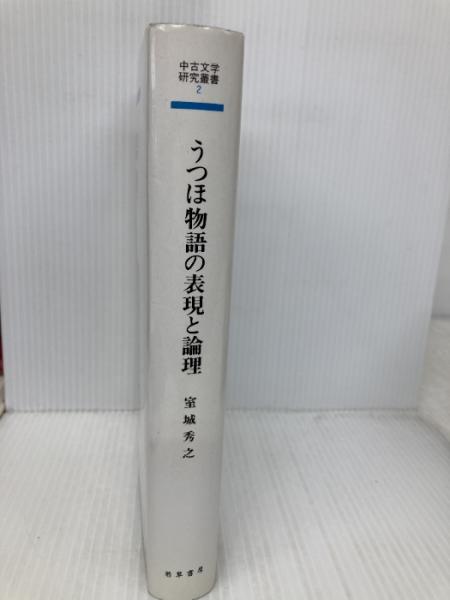 中古文学
研究叢書
2
うつほ物語の表現と論理
室城秀之
若草書房